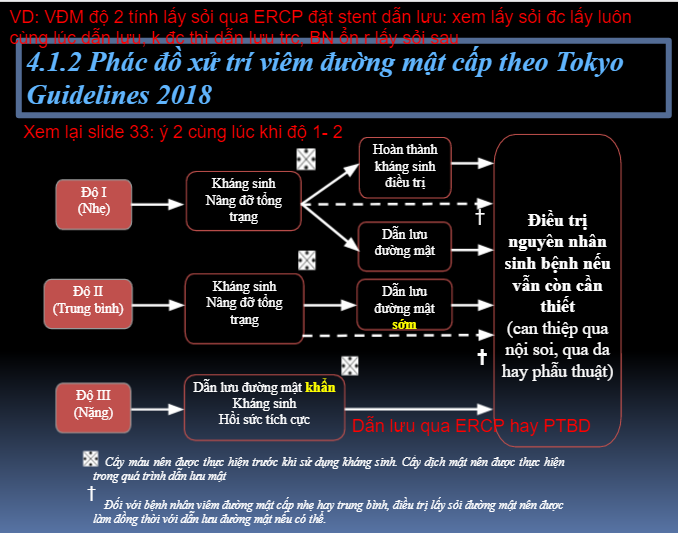 VD: VĐM độ 2 tính lấy sỏi qua ERCP đặt stent dẫn lưu: xem lấy sỏi đc lấy luôn
cùng lúc dẫn lưu, k đc thì dẫn lưu trc, BN ổn r lấy sỏi sau
4.1.2 Phác đồ xử trí viêm đường mật cấp theo Tokyo
Guidelines 2018
Xem lại slide 33: ý 2 cùng lúc khi độ 1- 2
Độ I
(Nhẹ)
Kháng sinh
Nâng đỡ tổng
trạng
Hoàn thành
kháng sinh
điều trị
†
Dẫn lưu
đường mật
Độ II
(Trung bình)
Kháng sinh
Nâng đỡ tổng
trạng
Dẫn lưu
đường mật
sớm
†
Độ III
(Nặng)
Dẫn lưu đường mật khẩn
Kháng sinh
Hồi sức tích cực
Dẫn lưu qua ERCP hay PTBD
Điều trị
nguyên nhân
sinh bệnh nếu
vẫn còn cần
thiết
(can thiệp qua
nội soi, qua da
hay phẫu thuật)
Cấy máu nên được thực hiện trước khi sử dụng kháng sinh. Cấy dịch mật nên được thực hiện
trong quá trình dẫn lưu mật
†
Đối với bệnh nhân viêm đường mật cấp nhẹ hay trung bình, điều trị lấy sỏi đường mật nên được
làm đồng thời với dẫn lưu đường mật nếu có thể.